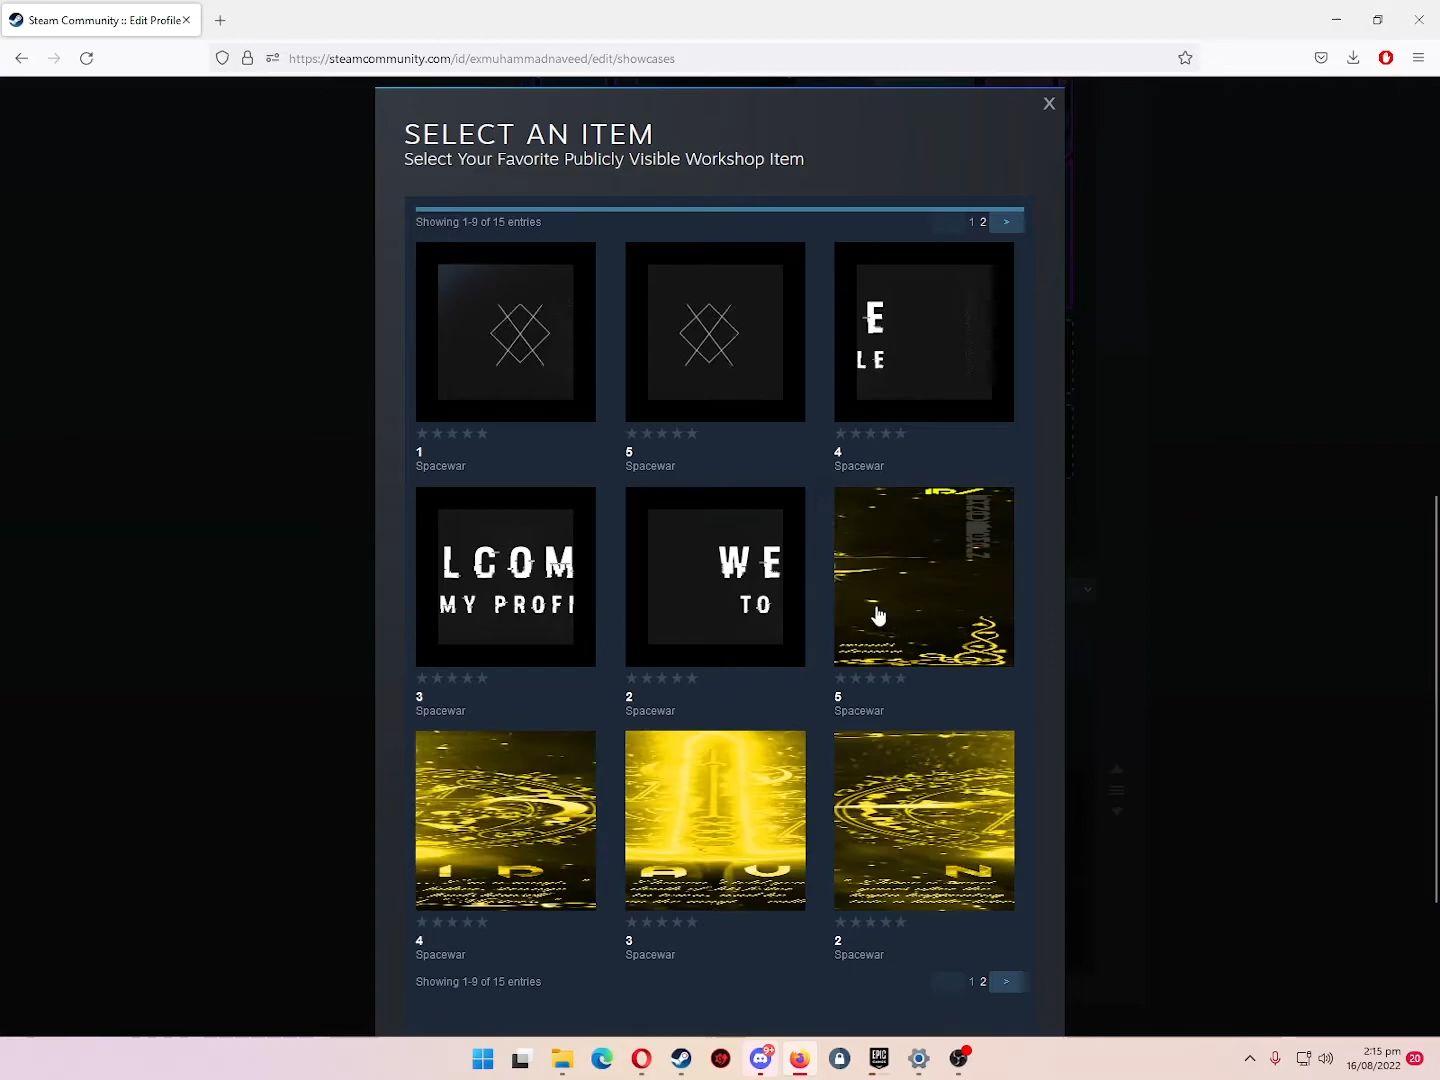 Steam Community :: Edit Profile
https://steamcommunity.com/id/exmuhammadnaveed/edit/showcases
X
SELECT AN ITEM
Select Your Favorite Publicly Visible Workshop Item
Showing 1-9 of 15 entries
1 2 >
E
LE
1
Spacewar
5
Spacewar
4
Spacewar
LCOM
MY PROFI
WE
TO
3
Spacewar
2
Spacewar
5
Spacewar
I D
A U
N
4
Spacewar
3
Spacewar
2
Spacewar
Showing 1-9 of 15 entries
1 2 >
9+
EPIC
GAMES
2:15 pm
16/08/2022
20